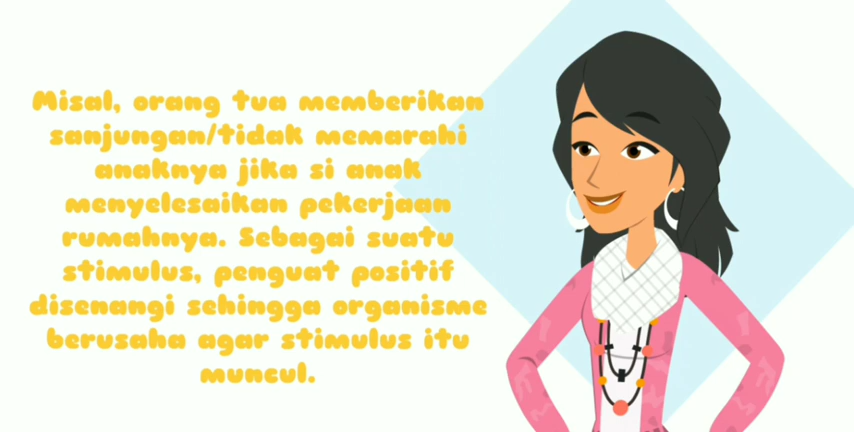 Misal, orang tua memberikan
sanjungan/tidak memarahi
anaknya jika si anak
menyelesaikan pekerjaan
rumahnya. Sebagai suatu
stimulus, penguat positif
disenangi sehingga organisme
berusaha agar stimulus itu
muncul.